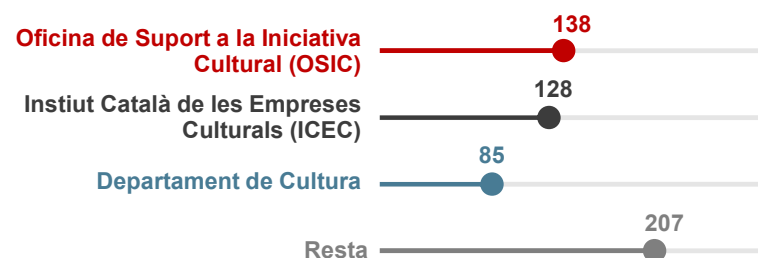 138
Oficina de Suport a la Iniciativa
Cultural (OSIC)
128
Instiut Català de les Empreses
Culturals (ICEC)
85
Departament de Cultura
207
Resta